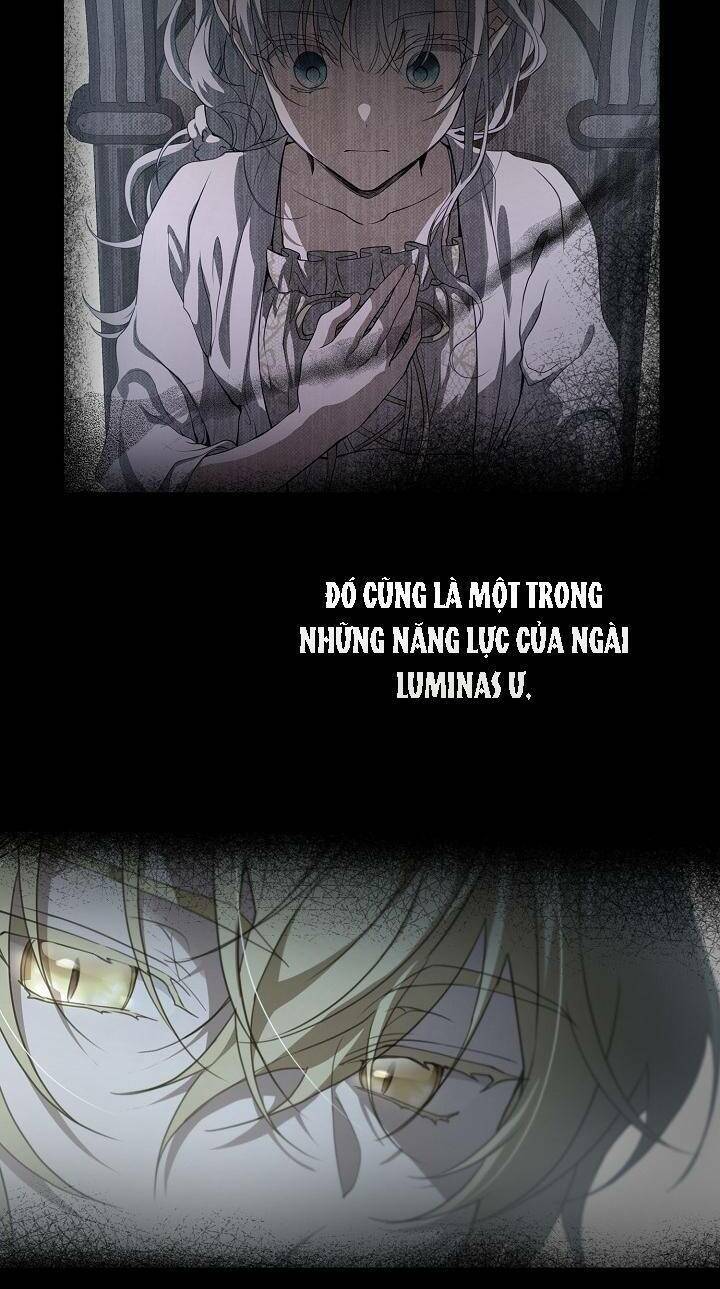 ĐÓ CŨNG LÀ MỘT TRONG
NHỮNG NĂNG LỰC CỦA NGÀI
LUMINAS Ư.